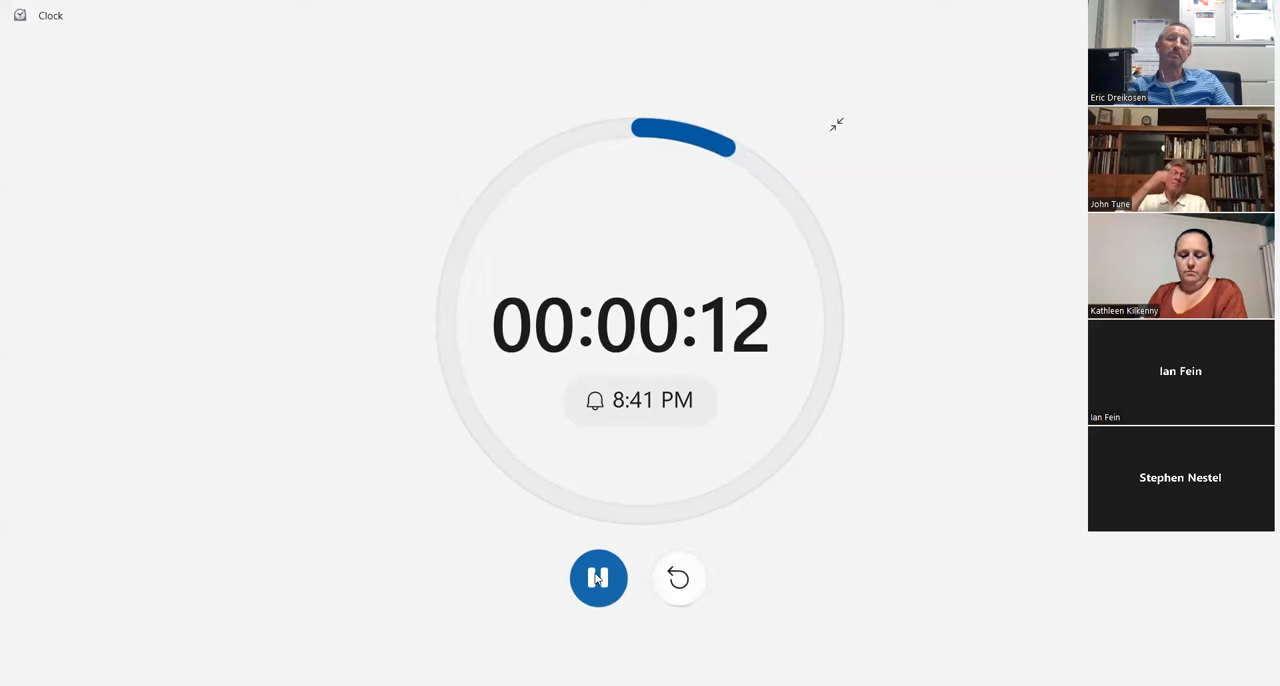 Clock
00:00:12
8:41 PM
Eric Dreikosen
John Tune
Kathleen Kilkenny
Ian Fein
Ian Fein
Stephen Nestel